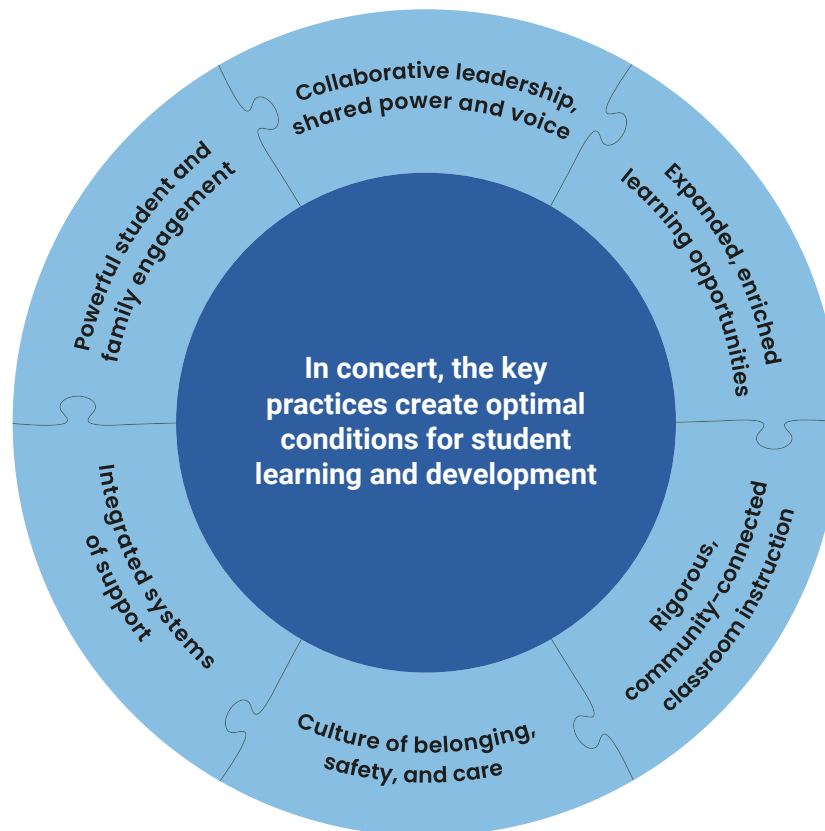 Collaborative leadership,
shared power and voice
Expanded, enriched
learning opportunities
Rigorous,
community-connected
classroom instruction
Culture of belonging,
safety, and care
Integrated systems
of support
Powerful student and
family engagement
In concert, the key
practices create optimal
conditions for student
learning and development